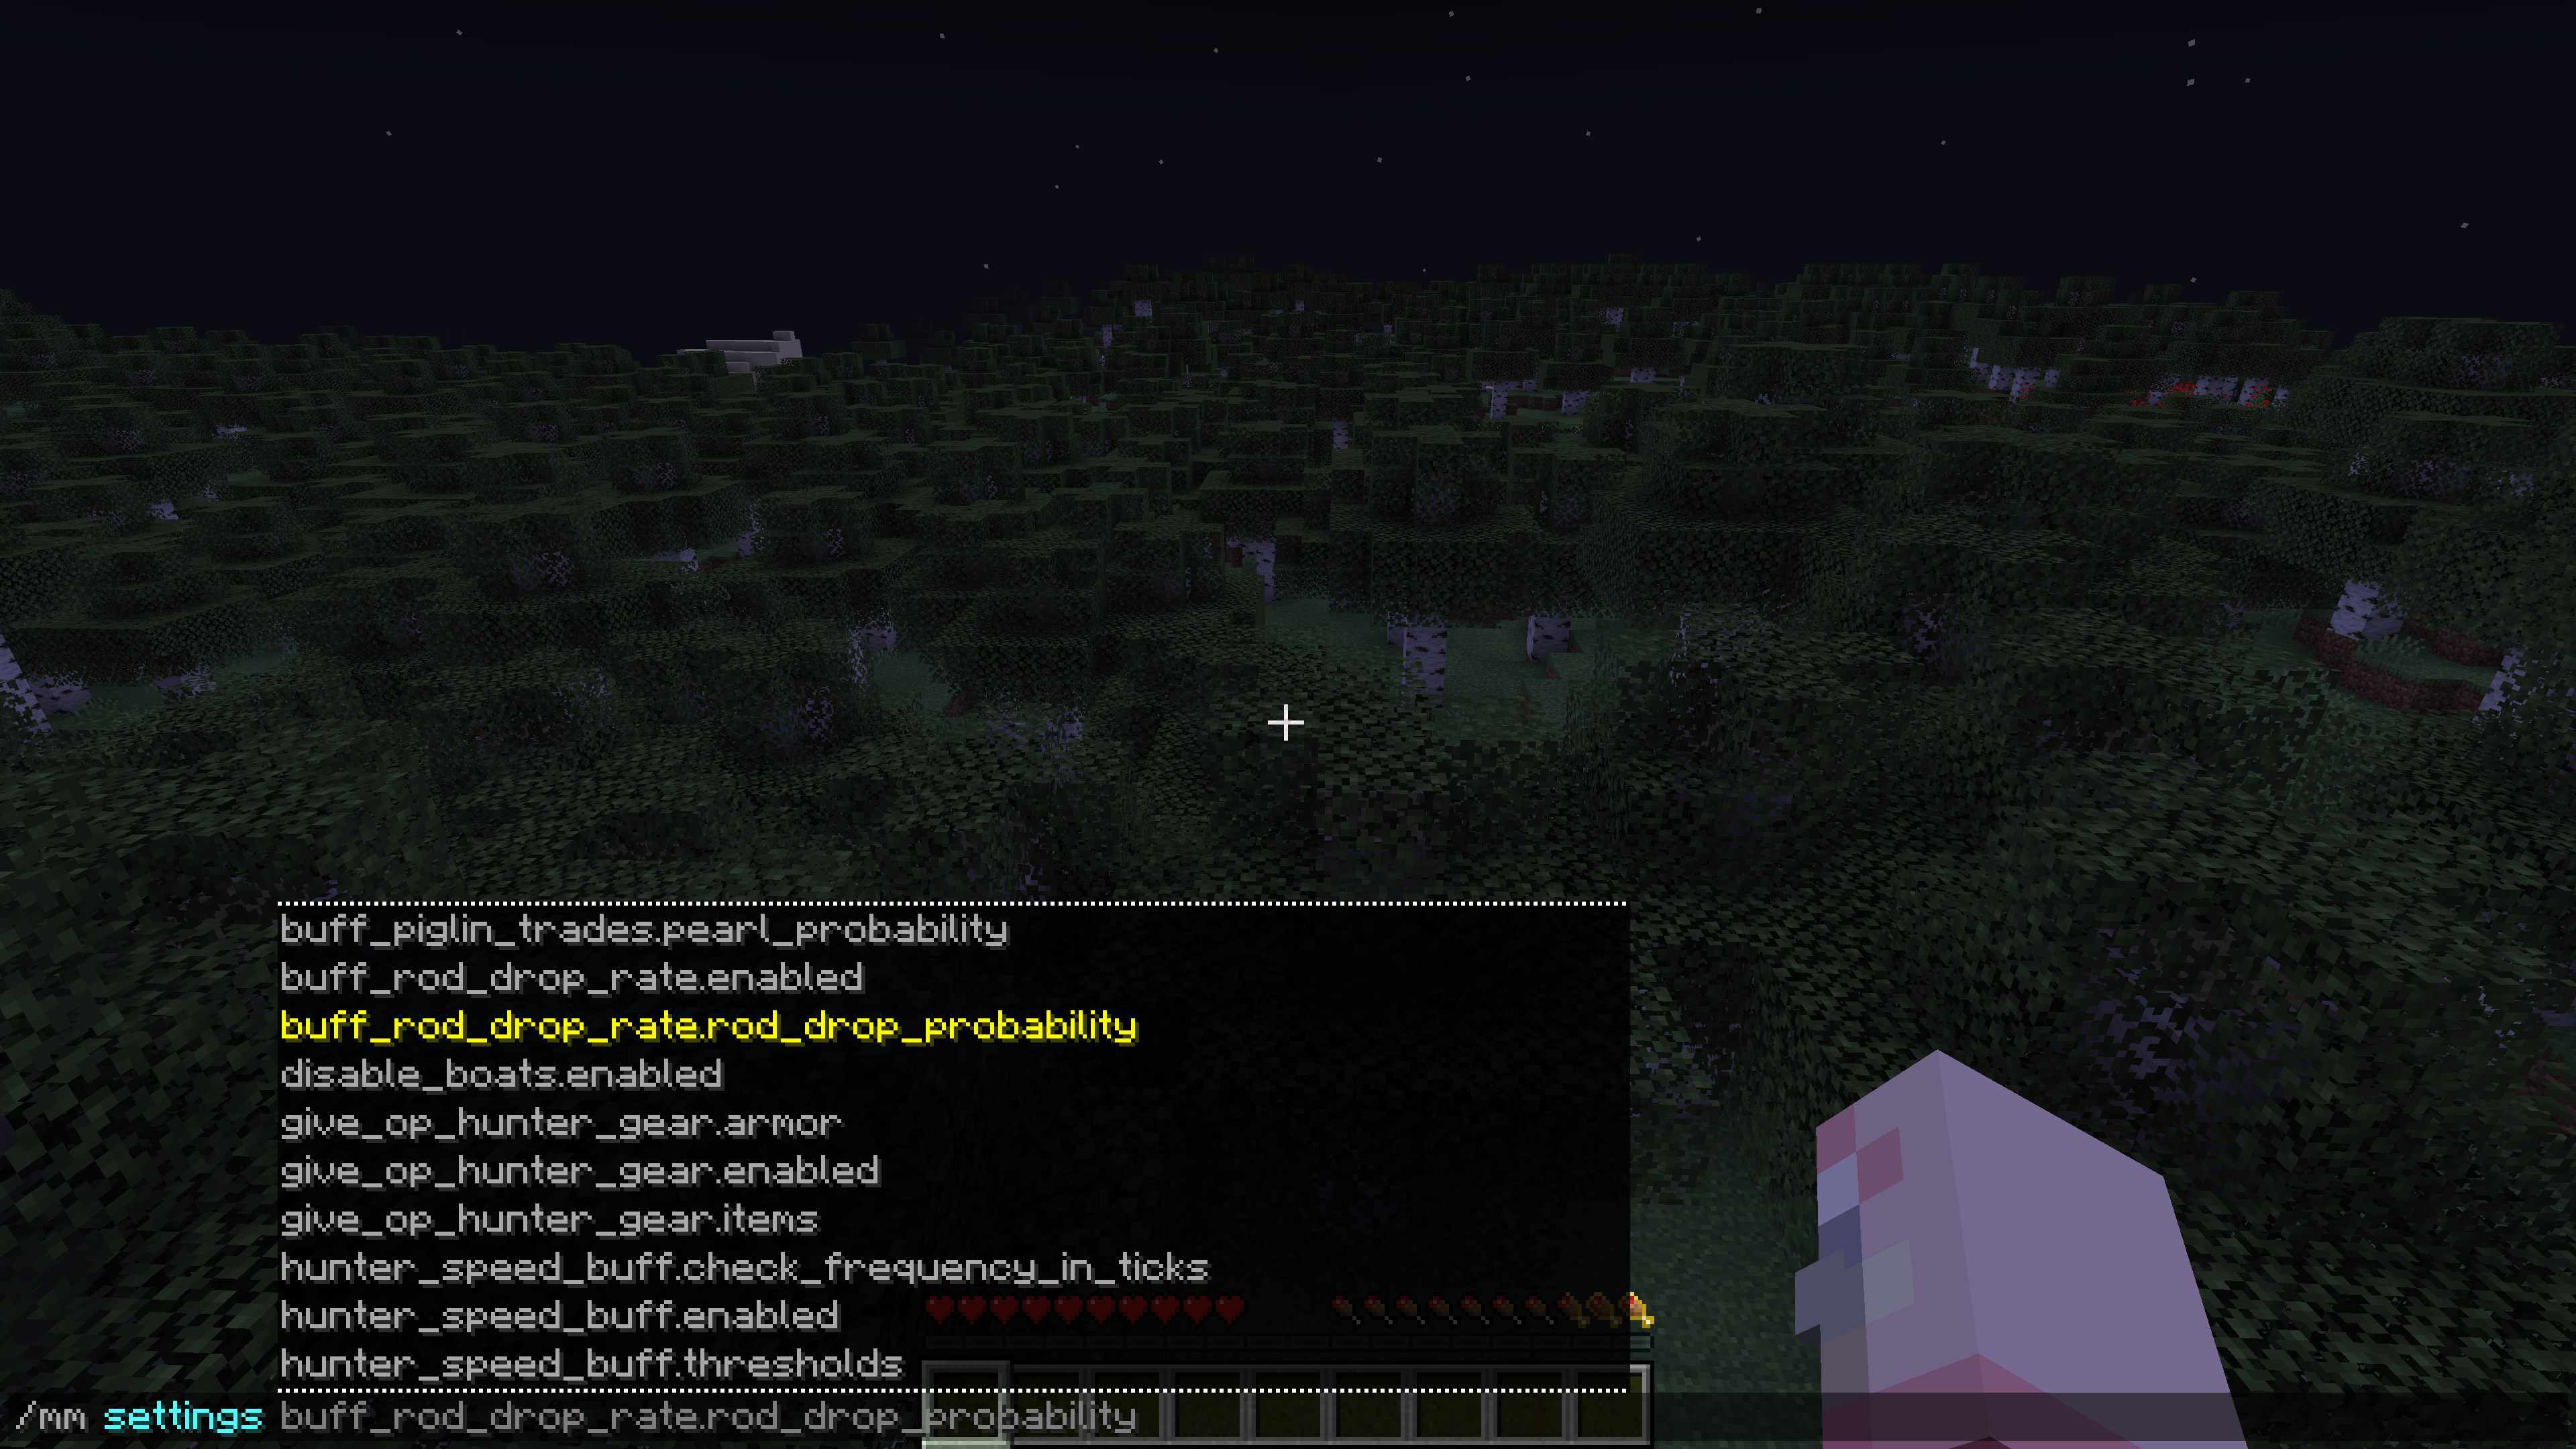 buff_piglin_trades.pearl_probability
buff_rod_drop_rate.enabled
buff_rod_drop_rate.rod_drop_probability
disable_boats.enabled
give_op_hunter_gear.armor
give_op_hunter_gear.enabled
give_op_hunter_gear.items
hunter_speed_buff.check_frequency_in_ticks
hunter_speed_buff.enabled
hunter_speed_buff.thresholds
/mm settings buff_rod_drop_rate.rod_drop_probability